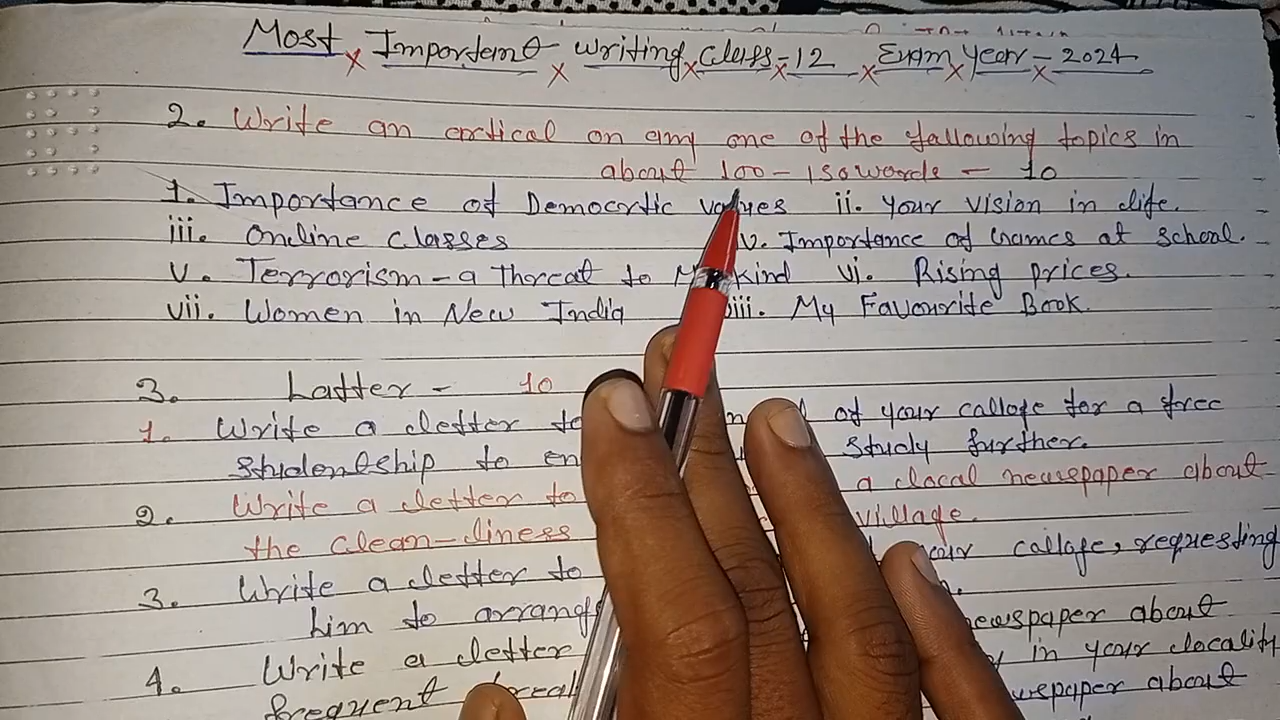 Most Importent writing Class-12 Exam Year-2024
2. Write an artical on any one of the fallowing topics in
about 100-150 words - 10
1. Importance of Democrtic values ii. your vision in life.
iii. Online classes iv. Importance of Games at school.
v. Terrorism - a Threat to Mankind vi. Rising prices.
vii. Women in New India viii. My Favourite Book.
3. Latter - 10
1. Write a letter to of your collage for a free
studentship to study further.
2. Write a letter to a local newspaper about
the clean-liness village.
3. Write a letter to your collage, requesting
him to arrange
newspaper about
4. Write a letter in your locality
frequent newspaper about